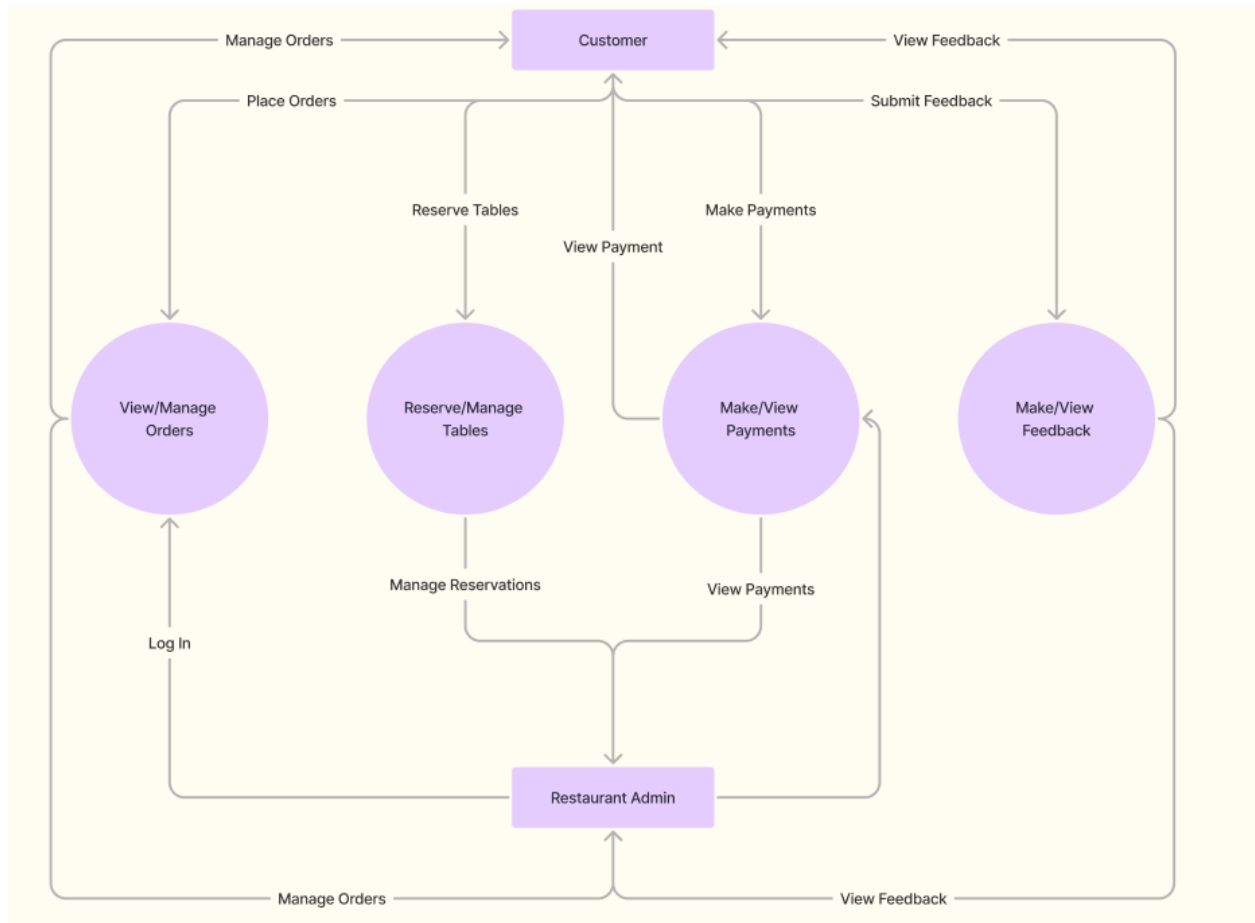 Manage Orders
Customer
View Feedback
Place Orders
Submit Feedback
Reserve Tables
Make Payments
View Payment
View/Manage
Orders
Reserve/Manage
Tables
Make/View
Payments
Make/View
Feedback
Manage Reservations
View Payments
Log In
Restaurant Admin
Manage Orders
View Feedback